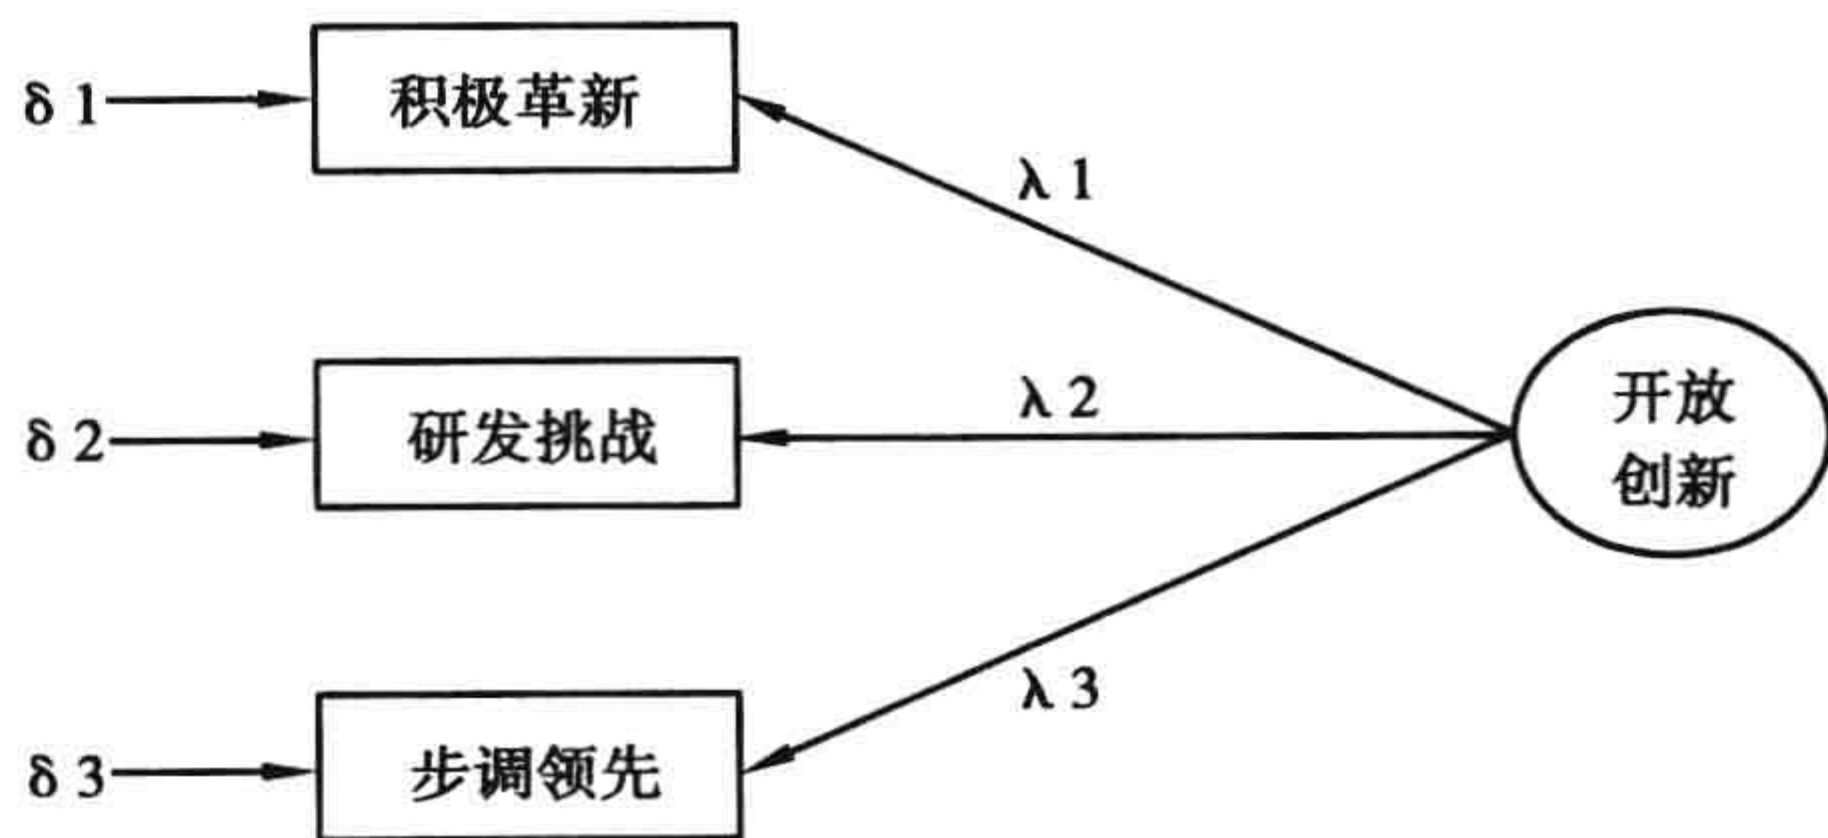 δ 1
积极革新
λ 1
δ 2
研发挑战
λ 2
开放
创新
δ 3
步调领先
λ 3